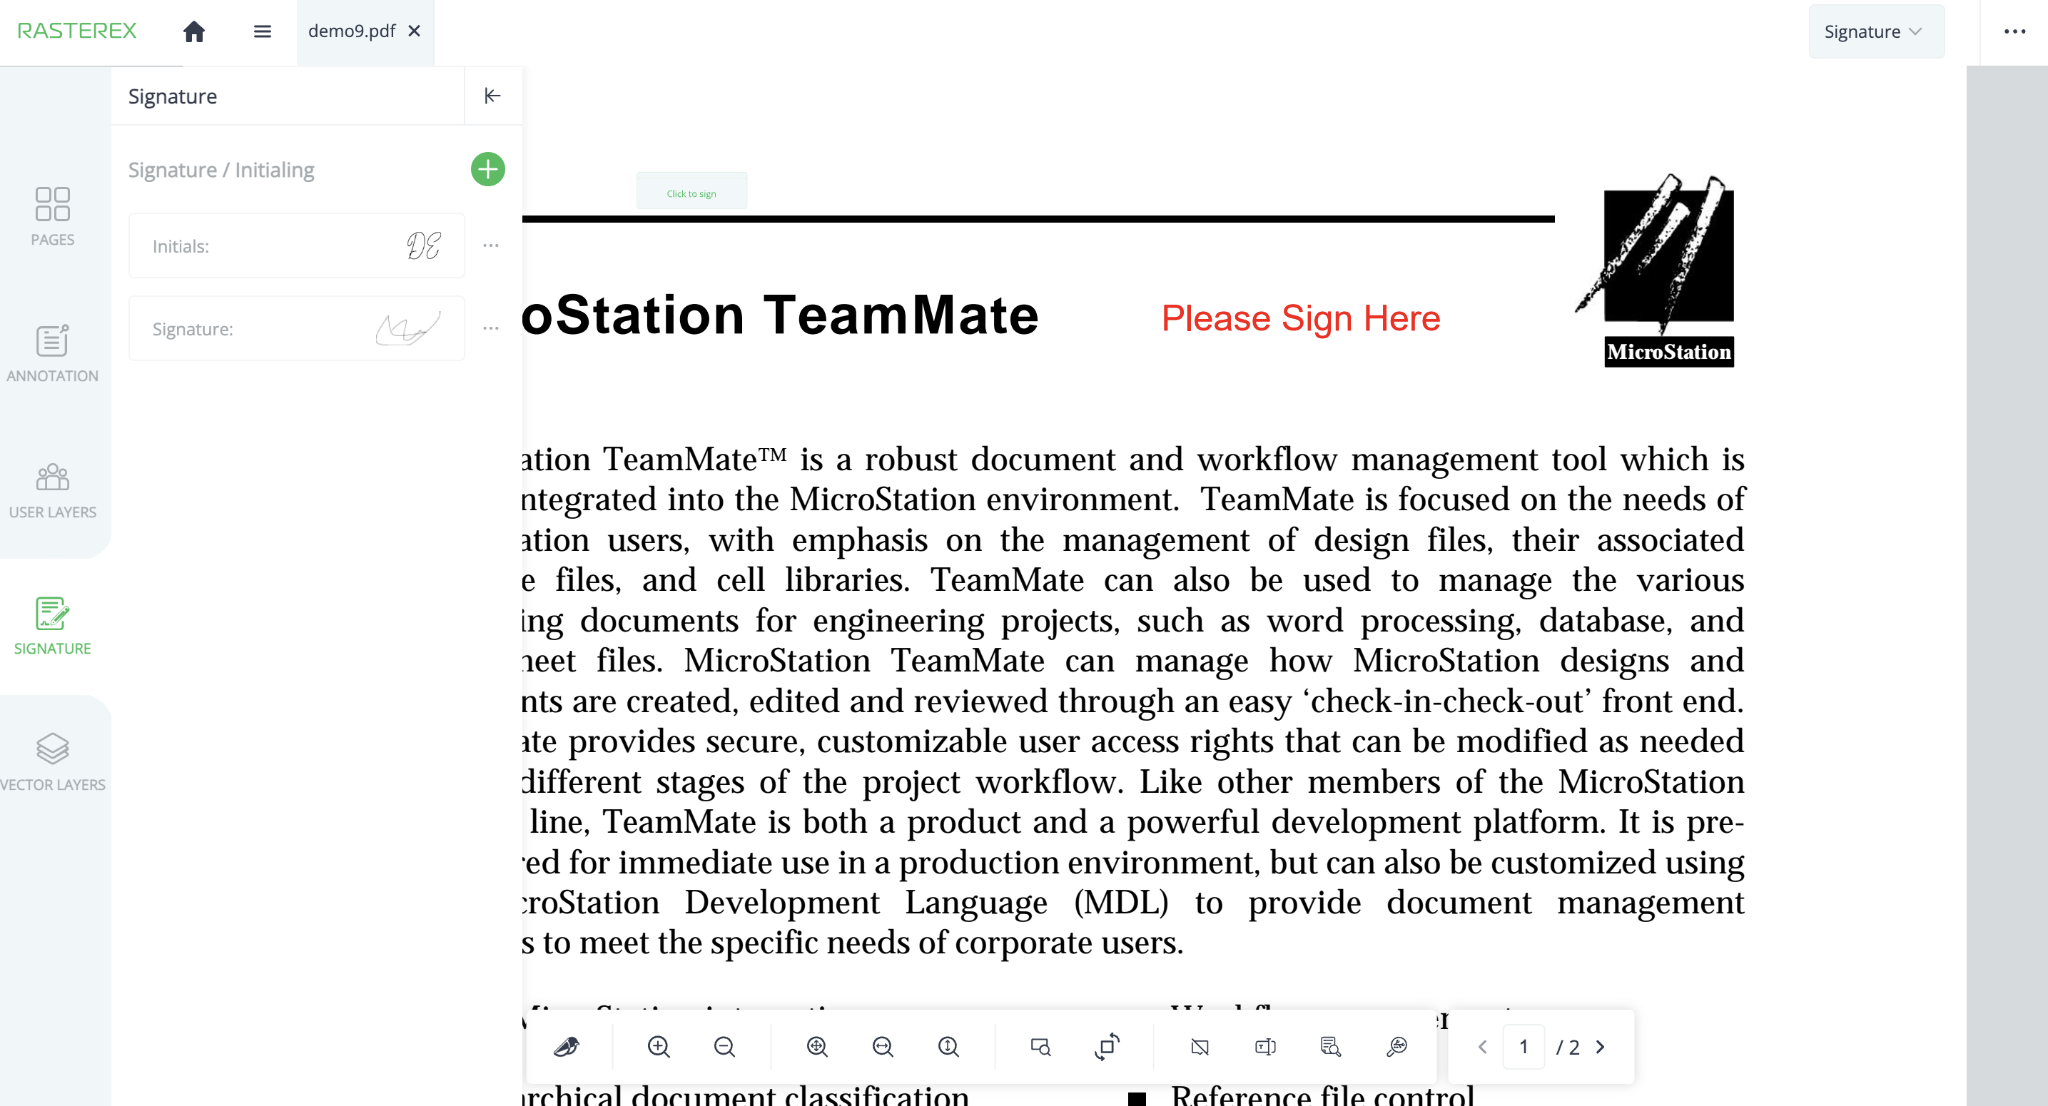 RASTEREX
demo9.pdf
Signature
Signature
Signature / Initialing
Initials: DE
Signature:
PAGES
ANNOTATION
USER LAYERS
SIGNATURE
VECTOR LAYERS
Click to sign
oStation TeamMate
Please Sign Here
MicroStation
ation TeamMate™ is a robust document and workflow management tool which is
ntegrated into the MicroStation environment. TeamMate is focused on the needs of
ation users, with emphasis on the management of design files, their associated
e files, and cell libraries. TeamMate can also be used to manage the various
ing documents for engineering projects, such as word processing, database, and
heet files. MicroStation TeamMate can manage how MicroStation designs and
nts are created, edited and reviewed through an easy ‘check-in-check-out’ front end.
ate provides secure, customizable user access rights that can be modified as needed
different stages of the project workflow. Like other members of the MicroStation
line, TeamMate is both a product and a powerful development platform. It is pre-
red for immediate use in a production environment, but can also be customized using
croStation Development Language (MDL) to provide document management
s to meet the specific needs of corporate users.
1 / 2
rchical document classification
Reference file control